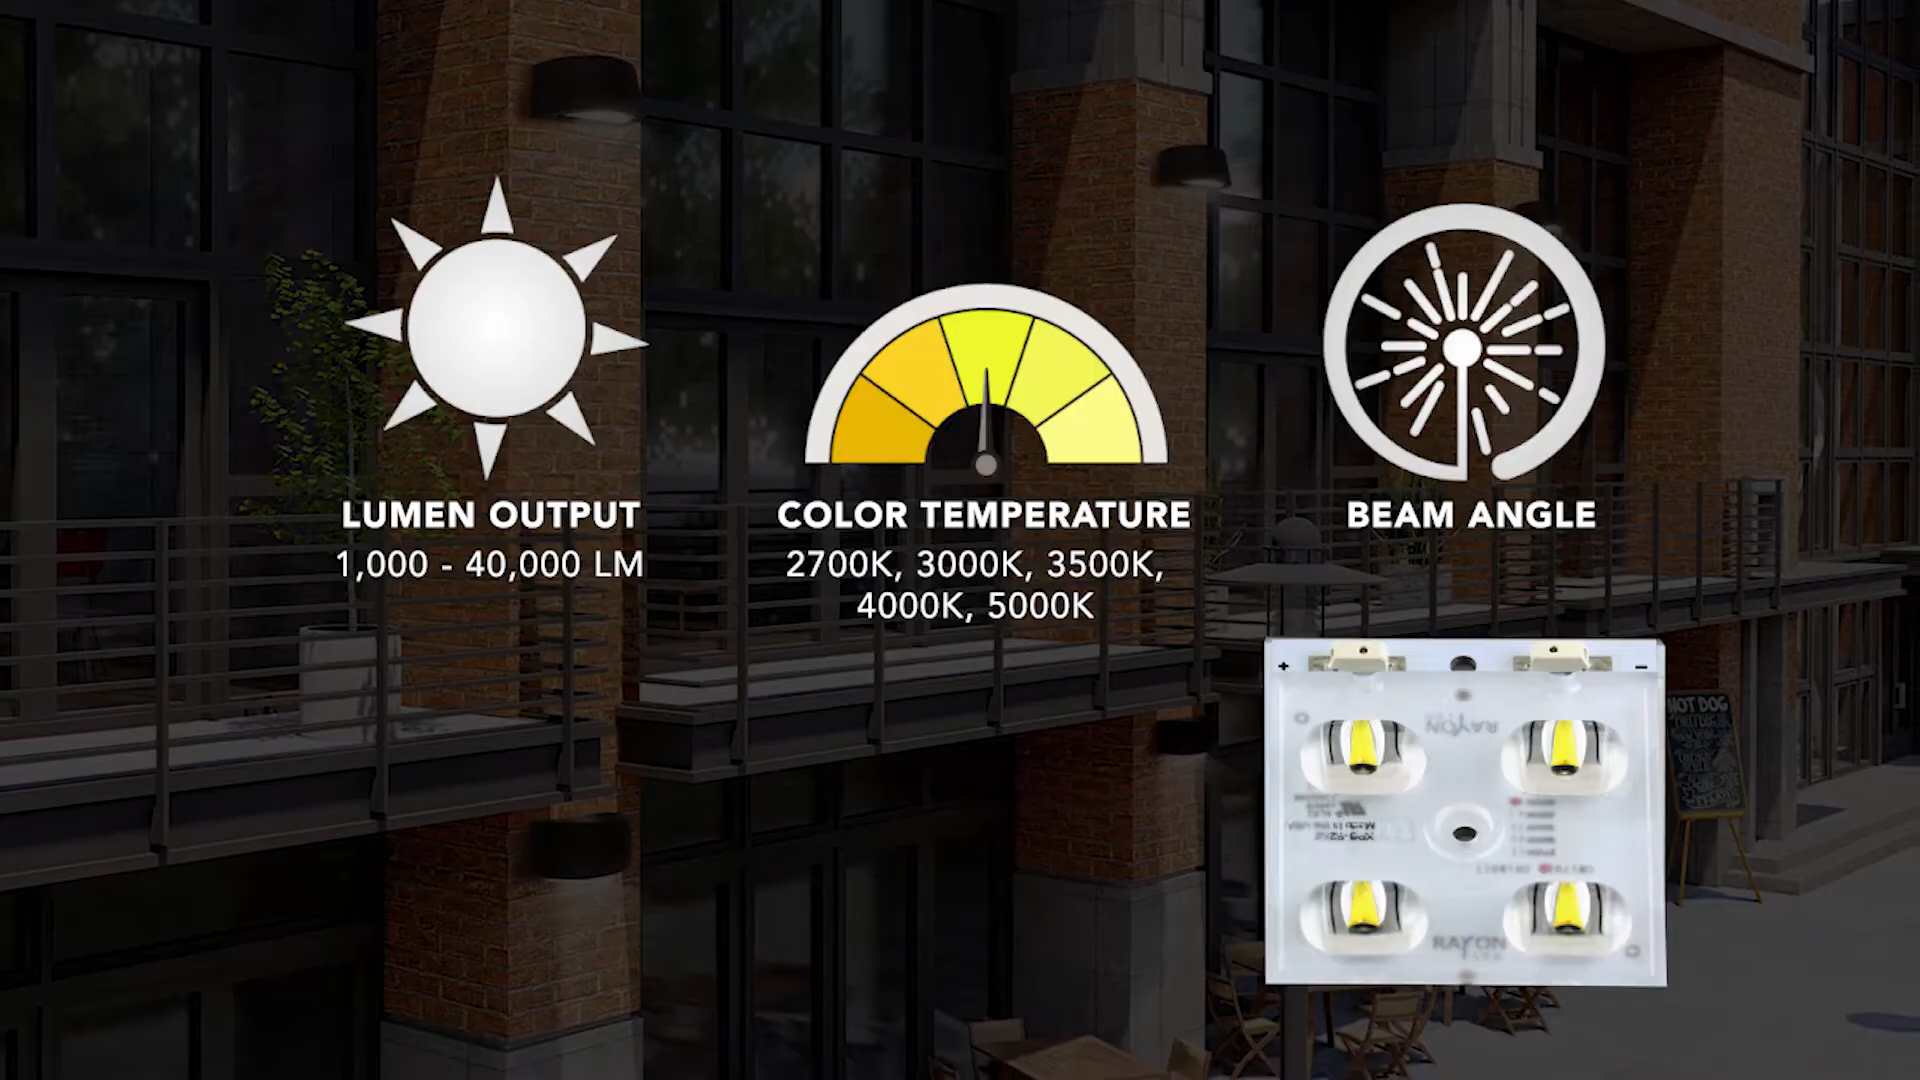 LUMEN OUTPUT
1,000 - 40,000 LM
COLOR TEMPERATURE
2700K, 3000K, 3500K,
4000K, 5000K
BEAM ANGLE
+
-
RAYON
RAYON
HOT DOG